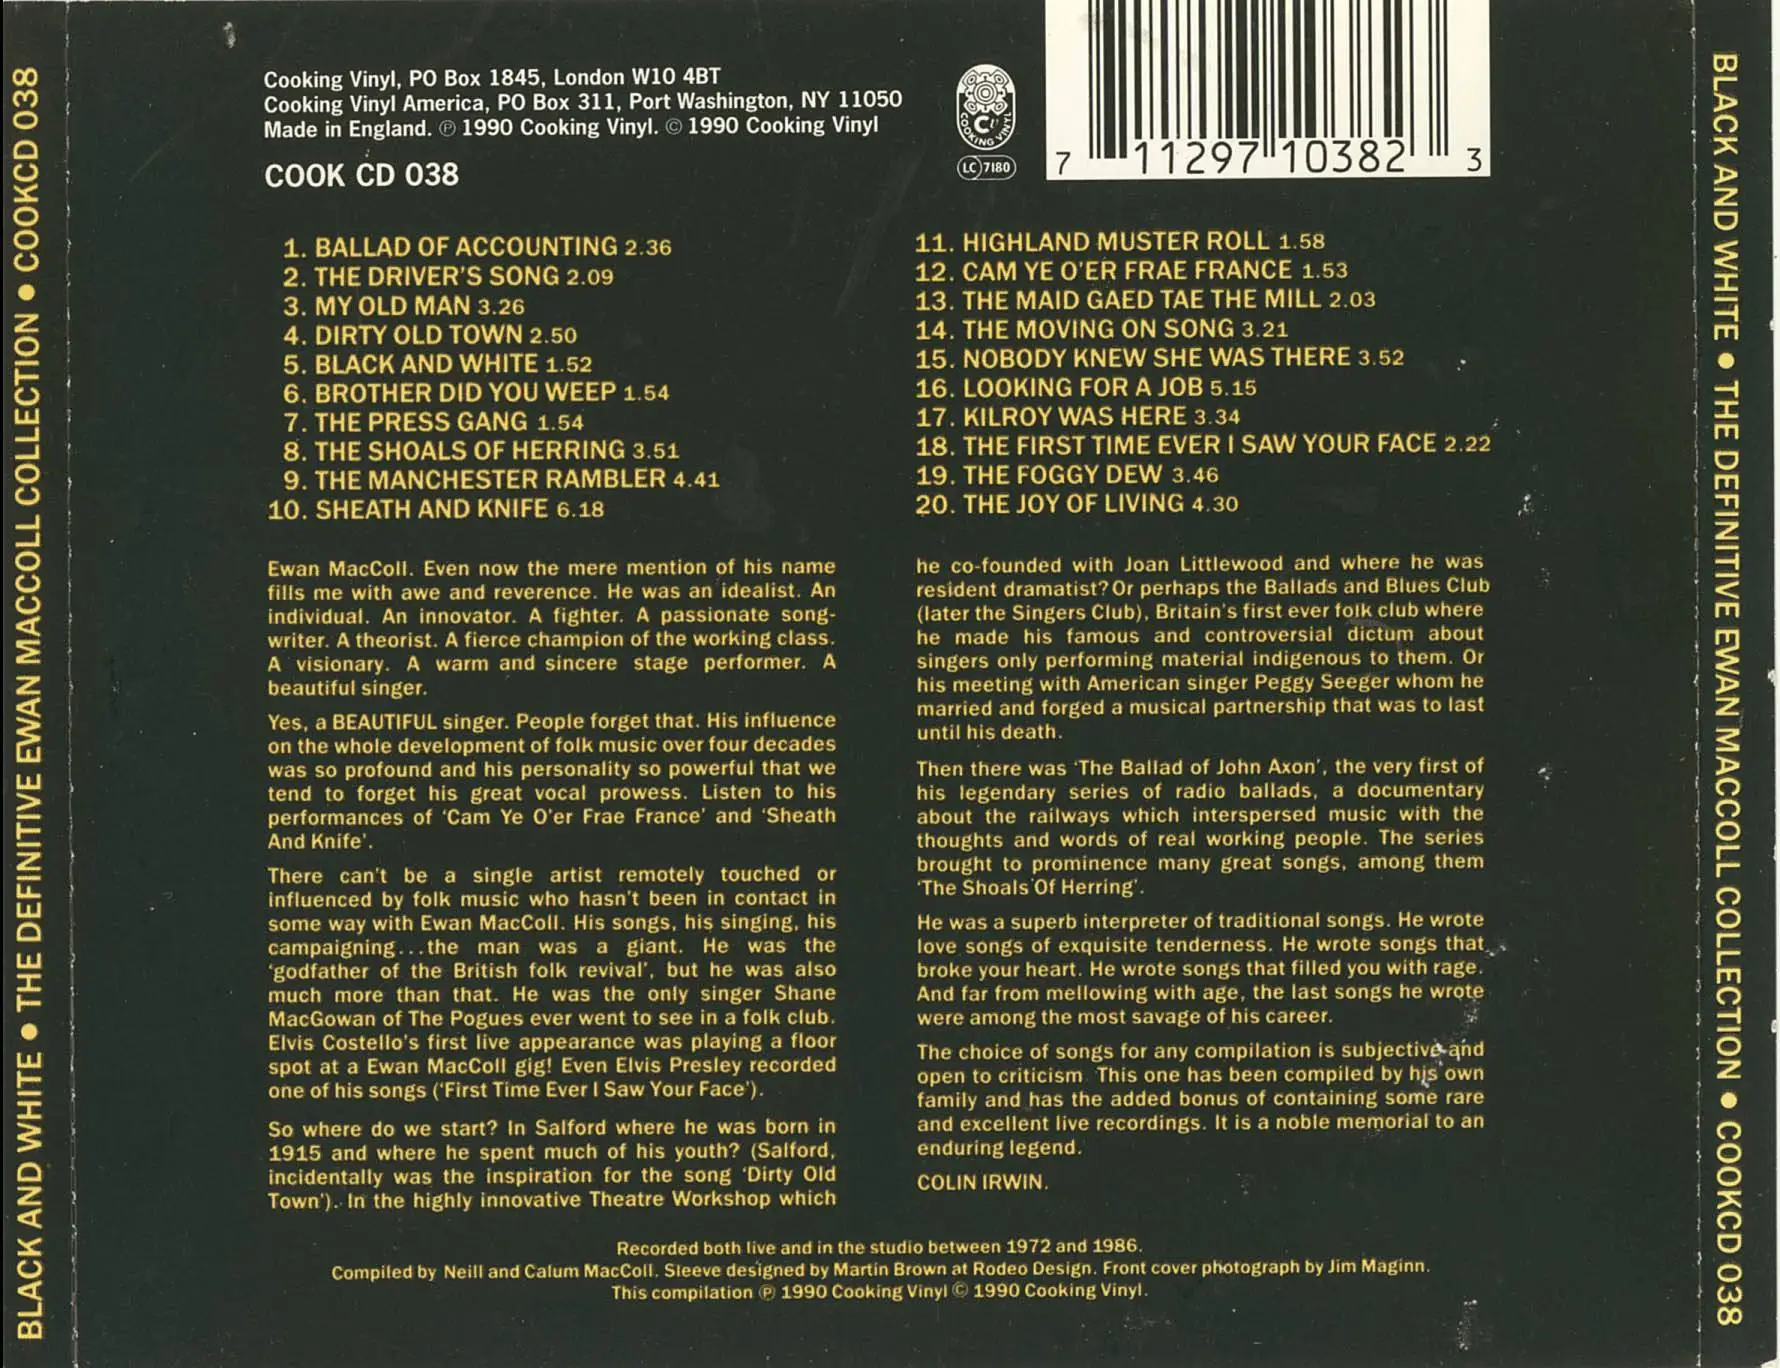 BLACK AND WHITE • THE DEFINITIVE EWAN MACCOLL COLLECTION • COOKCD 038
Cooking Vinyl, PO Box 1845, London W10 4BT
Cooking Vinyl America, PO Box 311, Port Washington, NY 11050
Made in England. ℗ 1990 Cooking Vinyl. © 1990 Cooking Vinyl
COOK CD 038
COOKING VINYL
CV
LC 7180
7 11297 10382 3
1. BALLAD OF ACCOUNTING 2.36
2. THE DRIVER'S SONG 2.09
3. MY OLD MAN 3.26
4. DIRTY OLD TOWN 2.50
5. BLACK AND WHITE 1.52
6. BROTHER DID YOU WEEP 1.54
7. THE PRESS GANG 1.54
8. THE SHOALS OF HERRING 3.51
9. THE MANCHESTER RAMBLER 4.41
10. SHEATH AND KNIFE 6.18
11. HIGHLAND MUSTER ROLL 1.58
12. CAM YE O'ER FRAE FRANCE 1.53
13. THE MAID GAED TAE THE MILL 2.03
14. THE MOVING ON SONG 3.21
15. NOBODY KNEW SHE WAS THERE 3.52
16. LOOKING FOR A JOB 5.15
17. KILROY WAS HERE 3.34
18. THE FIRST TIME EVER I SAW YOUR FACE 2.22
19. THE FOGGY DEW 3.46
20. THE JOY OF LIVING 4.30
Ewan MacColl. Even now the mere mention of his name
fills me with awe and reverence. He was an idealist. An
individual. An innovator. A fighter. A passionate song-
writer. A theorist. A fierce champion of the working class.
A visionary. A warm and sincere stage performer. A
beautiful singer.
Yes, a BEAUTIFUL singer. People forget that. His influence
on the whole development of folk music over four decades
was so profound and his personality so powerful that we
tend to forget his great vocal prowess. Listen to his
performances of 'Cam Ye O'er Frae France' and 'Sheath
And Knife'.
There can't be a single artist remotely touched or
influenced by folk music who hasn't been in contact in
some way with Ewan MacColl. His songs, his singing, his
campaigning...the man was a giant. He was the
'godfather of the British folk revival', but he was also
much more than that. He was the only singer Shane
MacGowan of The Pogues ever went to see in a folk club.
Elvis Costello's first live appearance was playing a floor
spot at a Ewan MacColl gig! Even Elvis Presley recorded
one of his songs ('First Time Ever I Saw Your Face').
So where do we start? In Salford where he was born in
1915 and where he spent much of his youth? (Salford,
incidentally was the inspiration for the song 'Dirty Old
Town'). In the highly innovative Theatre Workshop which
he co-founded with Joan Littlewood and where he was
resident dramatist? Or perhaps the Ballads and Blues Club
(later the Singers Club), Britain's first ever folk club where
he made his famous and controversial dictum about
singers only performing material indigenous to them. Or
his meeting with American singer Peggy Seeger whom he
married and forged a musical partnership that was to last
until his death.
Then there was 'The Ballad of John Axon', the very first of
his legendary series of radio ballads, a documentary
about the railways which interspersed music with the
thoughts and words of real working people. The series
brought to prominence many great songs, among them
'The Shoals Of Herring'.
He was a superb interpreter of traditional songs. He wrote
love songs of exquisite tenderness. He wrote songs that
broke your heart. He wrote songs that filled you with rage.
And far from mellowing with age, the last songs he wrote
were among the most savage of his career.
The choice of songs for any compilation is subjective and
open to criticism This one has been compiled by his own
family and has the added bonus of containing some rare
and excellent live recordings. It is a noble memorial to an
enduring legend.
COLIN IRWIN.
Recorded both live and in the studio between 1972 and 1986.
Compiled by Neill and Calum MacColl. Sleeve designed by Martin Brown at Rodeo Design. Front cover photograph by Jim Maginn.
This compilation ℗ 1990 Cooking Vinyl © 1990 Cooking Vinyl.
BLACK AND WHITE • THE DEFINITIVE EWAN MACCOLL COLLECTION • COOKCD 038